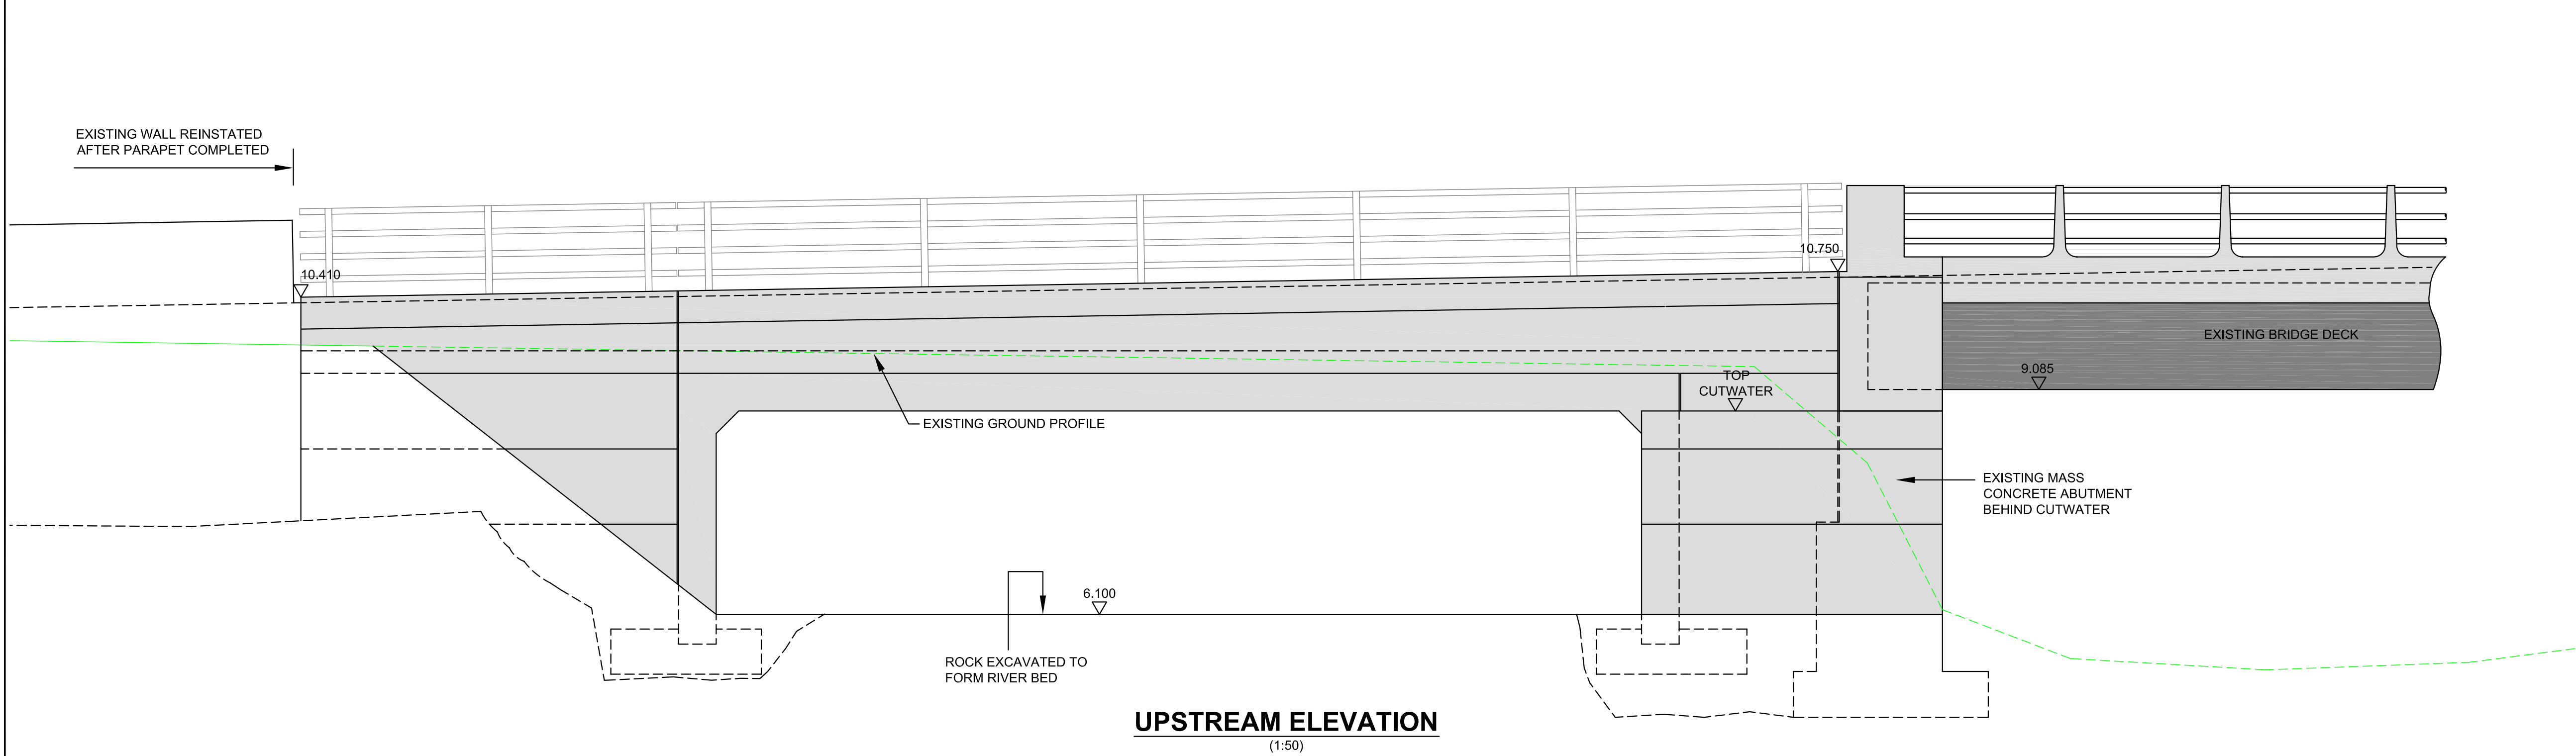 EXISTING WALL REINSTATED
AFTER PARAPET COMPLETED
10.410
10.750
EXISTING BRIDGE DECK
9.085
TOP
CUTWATER
EXISTING GROUND PROFILE
EXISTING MASS
CONCRETE ABUTMENT
BEHIND CUTWATER
6.100
ROCK EXCAVATED TO
FORM RIVER BED
UPSTREAM ELEVATION
(1:50)